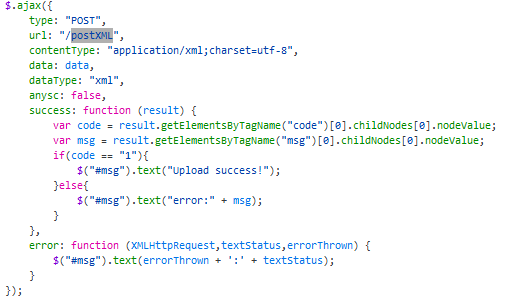 $.ajax({
    type: "POST",
    url: "/postXML",
    contentType: "application/xml;charset=utf-8",
    data: data,
    dataType: "xml",
    anysc: false,
    success: function (result) {
        var code = result.getElementsByTagName("code")[0].childNodes[0].nodeValue;
        var msg = result.getElementsByTagName("msg")[0].childNodes[0].nodeValue;
        if(code == "1"){
            $("#msg").text("Upload success!");
        }else{
            $("#msg").text("error:" + msg);
        }
    },
    error: function (XMLHttpRequest,textStatus,errorThrown) {
        $("#msg").text(errorThrown + ':' + textStatus);
    }
});